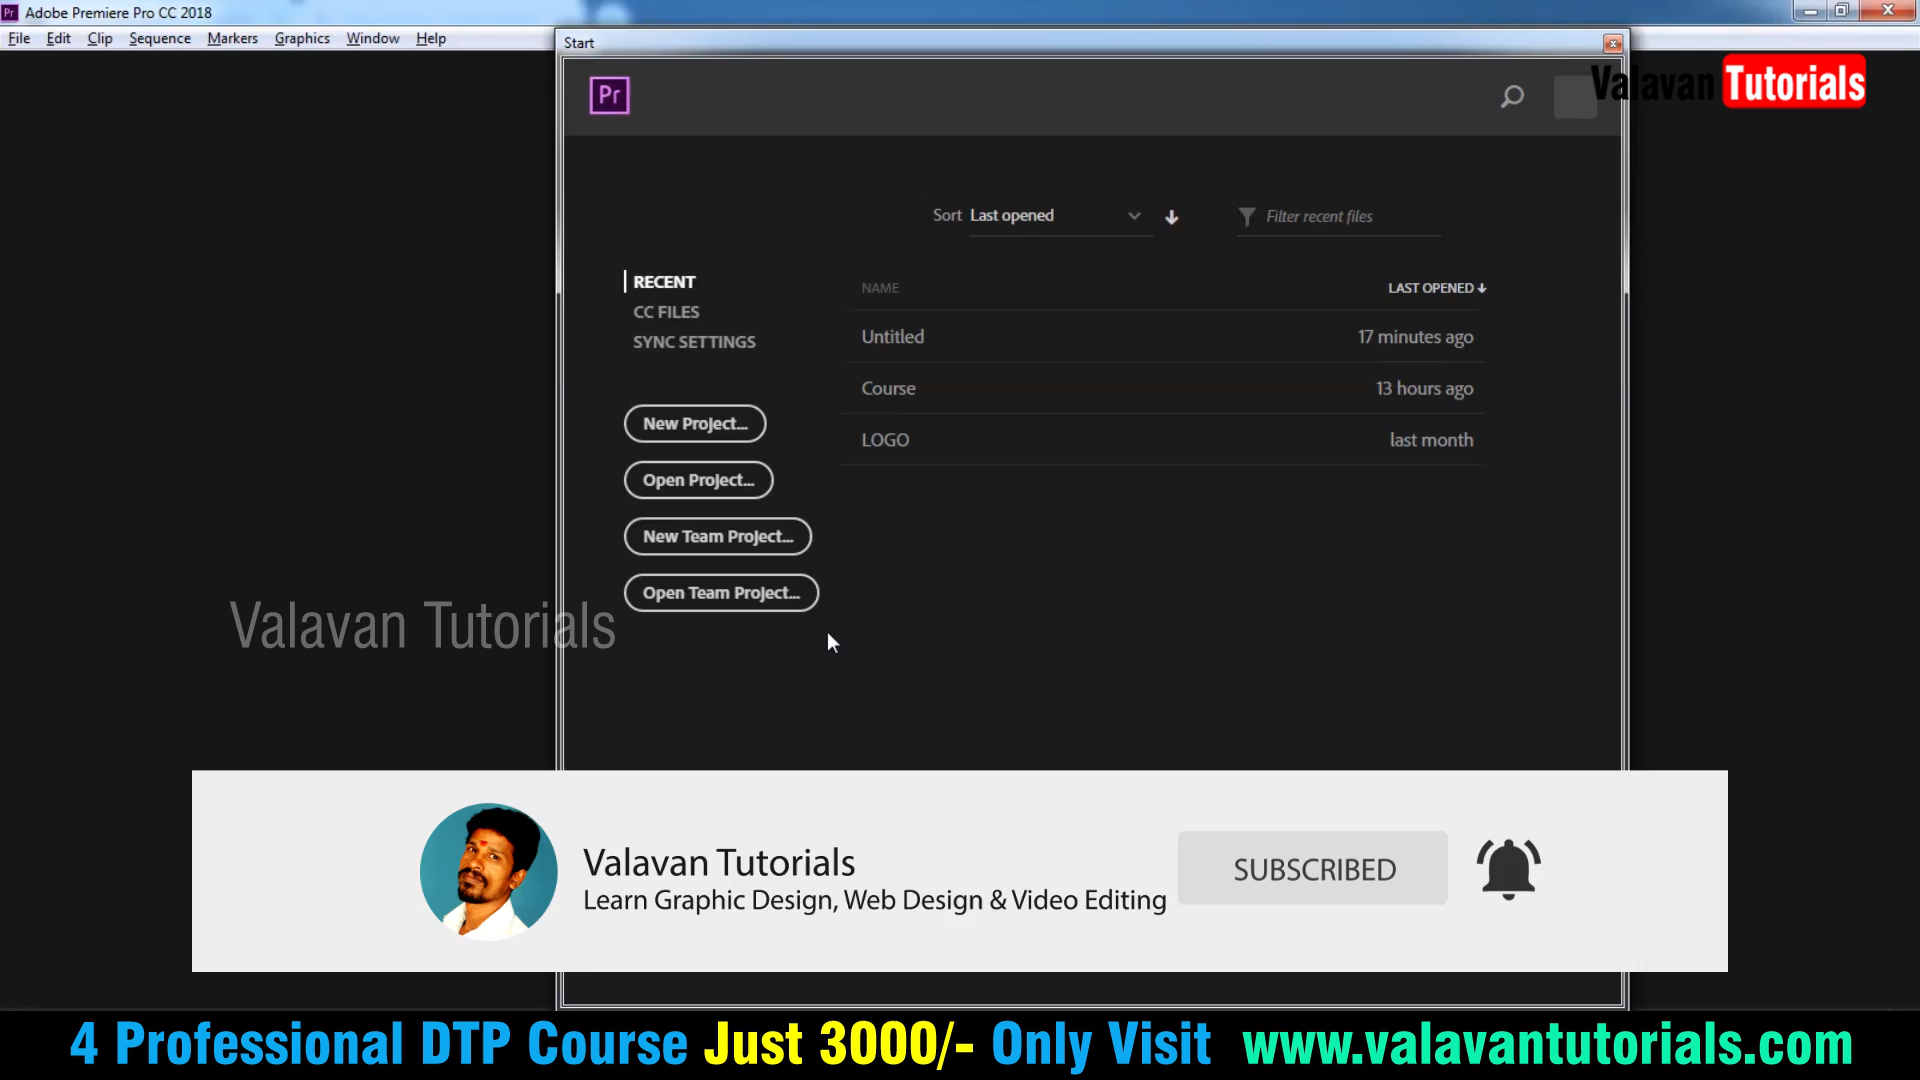 Pr Adobe Premiere Pro CC 2018
File Edit Clip Sequence Markers Graphics Window Help
Start
Pr
Valavan Tutorials
Sort Last opened
Filter recent files
RECENT
CC FILES
SYNC SETTINGS
NAME LAST OPENED
Untitled 17 minutes ago
Course 13 hours ago
LOGO last month
New Project...
Open Project...
New Team Project...
Open Team Project...
Valavan Tutorials
Valavan Tutorials
Learn Graphic Design, Web Design & Video Editing
SUBSCRIBED
4 Professional DTP Course Just 3000/- Only Visit www.valavantutorials.com